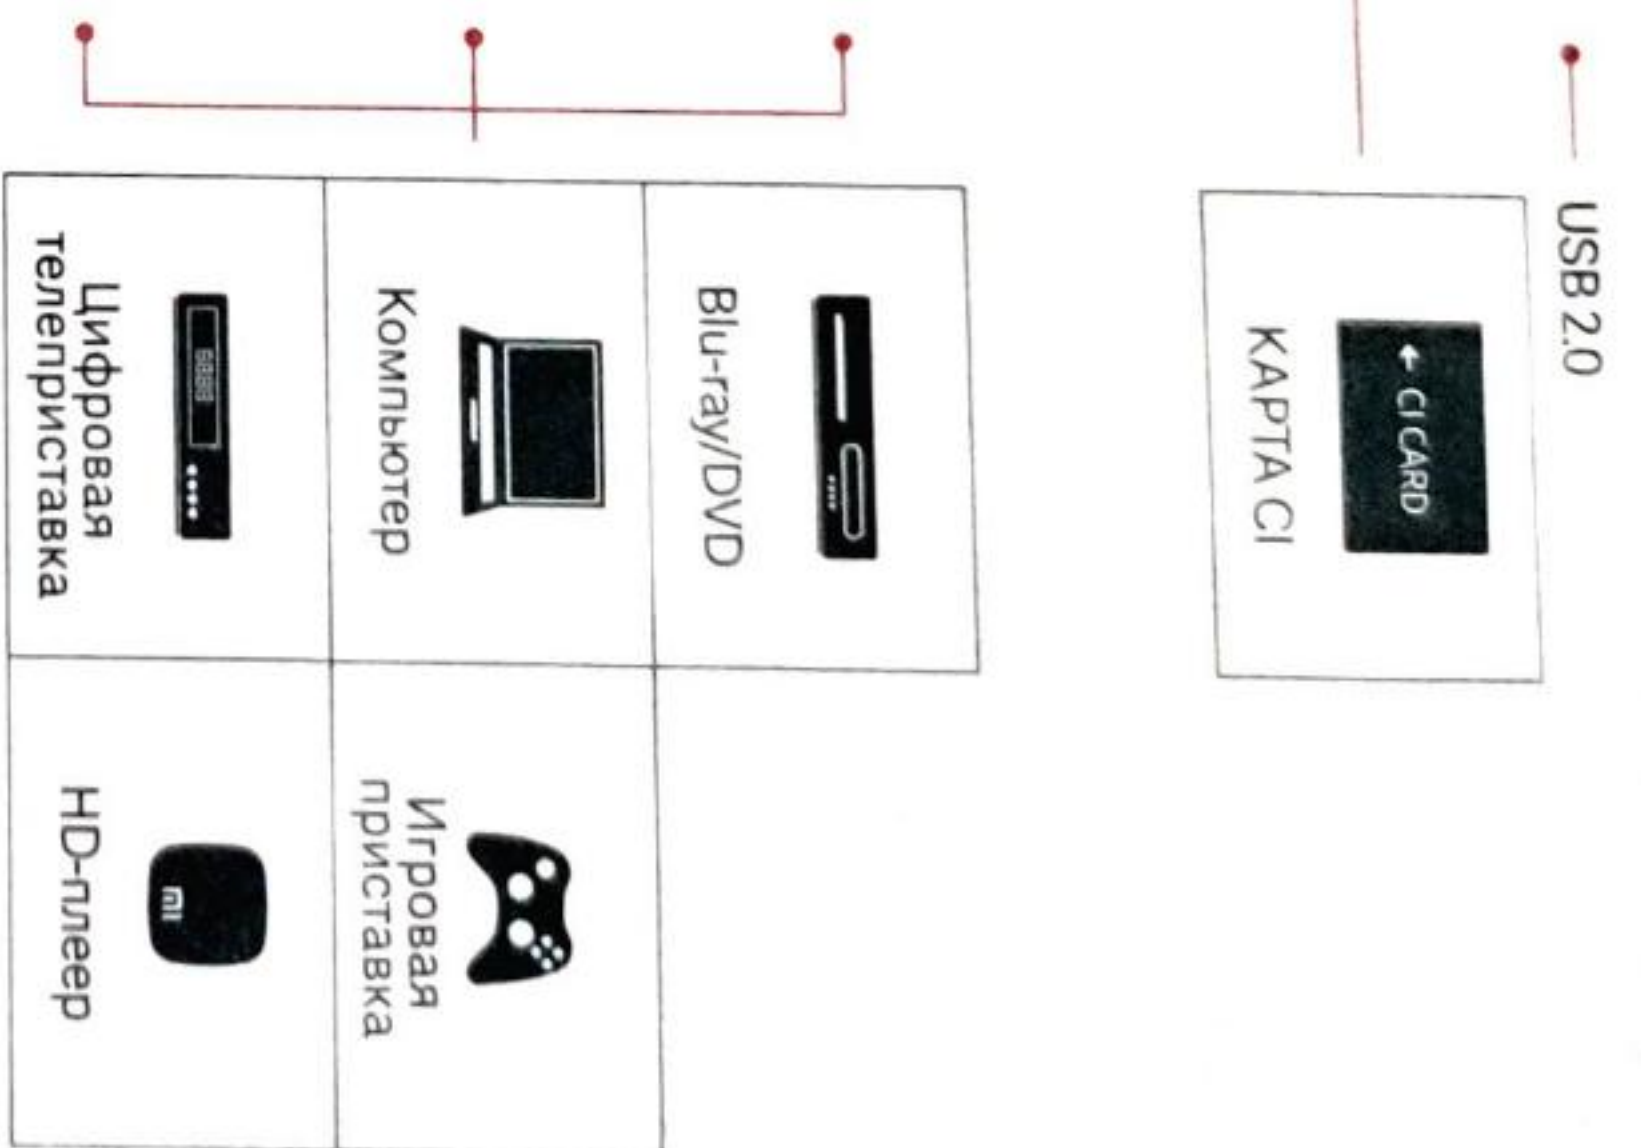 USB 2.0
CI CARD
КАРТА CI
Blu-ray/DVD
Компьютер
Игровая
приставка
Цифровая
телеприставка
mi
HD-плеер